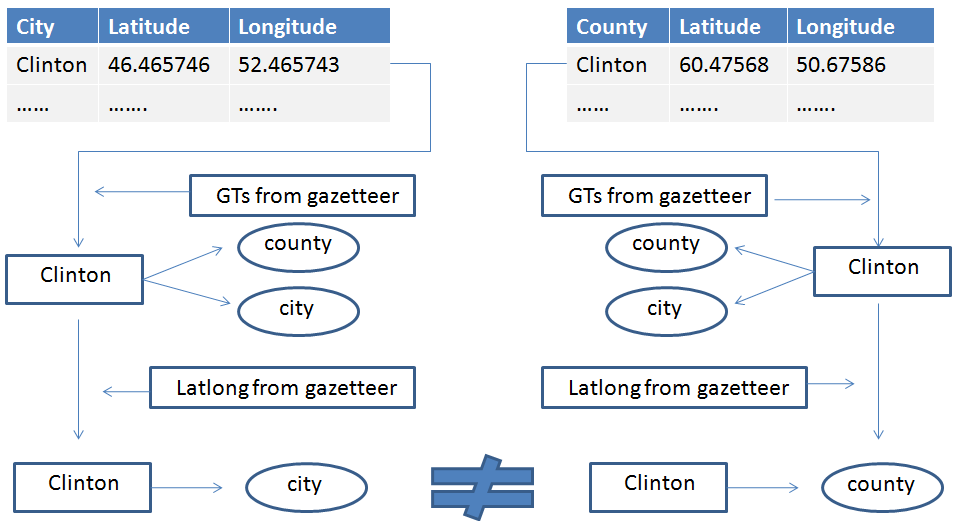 City Latitude Longitude
Clinton 46.465746 52.465743
…… ……. …….
County Latitude Longitude
Clinton 60.47568 50.67586
…… ……. …….
GTs from gazetteer
county
Clinton
city
Latlong from gazetteer
Clinton
city
GTs from gazetteer
county
Clinton
city
Latlong from gazetteer
Clinton
county